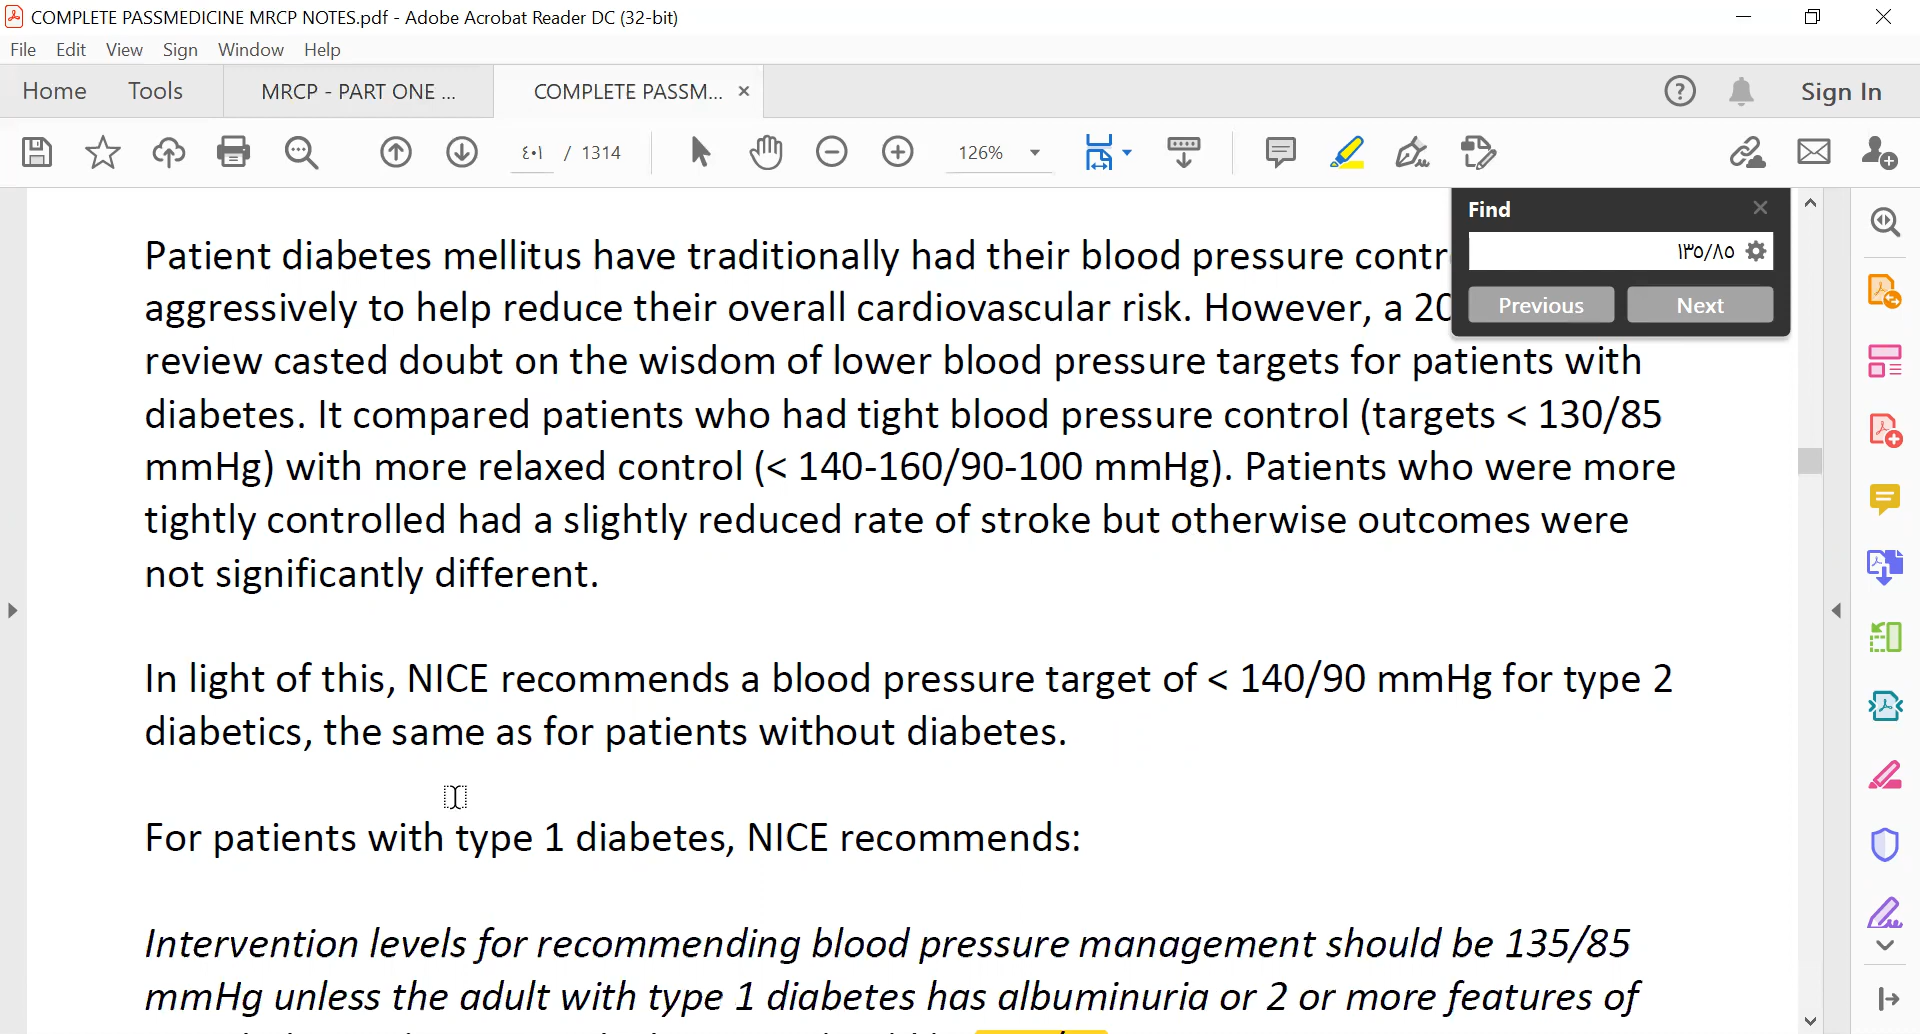 COMPLETE PASSMEDICINE MRCP NOTES.pdf - Adobe Acrobat Reader DC (32-bit)
File Edit View Sign Window Help
Home Tools MRCP - PART ONE ... COMPLETE PASSM... Sign In
٤٠١ / 1314 126%
Find
١٣٥/٨٥
Previous Next
Patient diabetes mellitus have traditionally had their blood pressure contr
aggressively to help reduce their overall cardiovascular risk. However, a 20
review casted doubt on the wisdom of lower blood pressure targets for patients with
diabetes. It compared patients who had tight blood pressure control (targets < 130/85
mmHg) with more relaxed control (< 140-160/90-100 mmHg). Patients who were more
tightly controlled had a slightly reduced rate of stroke but otherwise outcomes were
not significantly different.
In light of this, NICE recommends a blood pressure target of < 140/90 mmHg for type 2
diabetics, the same as for patients without diabetes.
For patients with type 1 diabetes, NICE recommends:
Intervention levels for recommending blood pressure management should be 135/85
mmHg unless the adult with type 1 diabetes has albuminuria or 2 or more features of